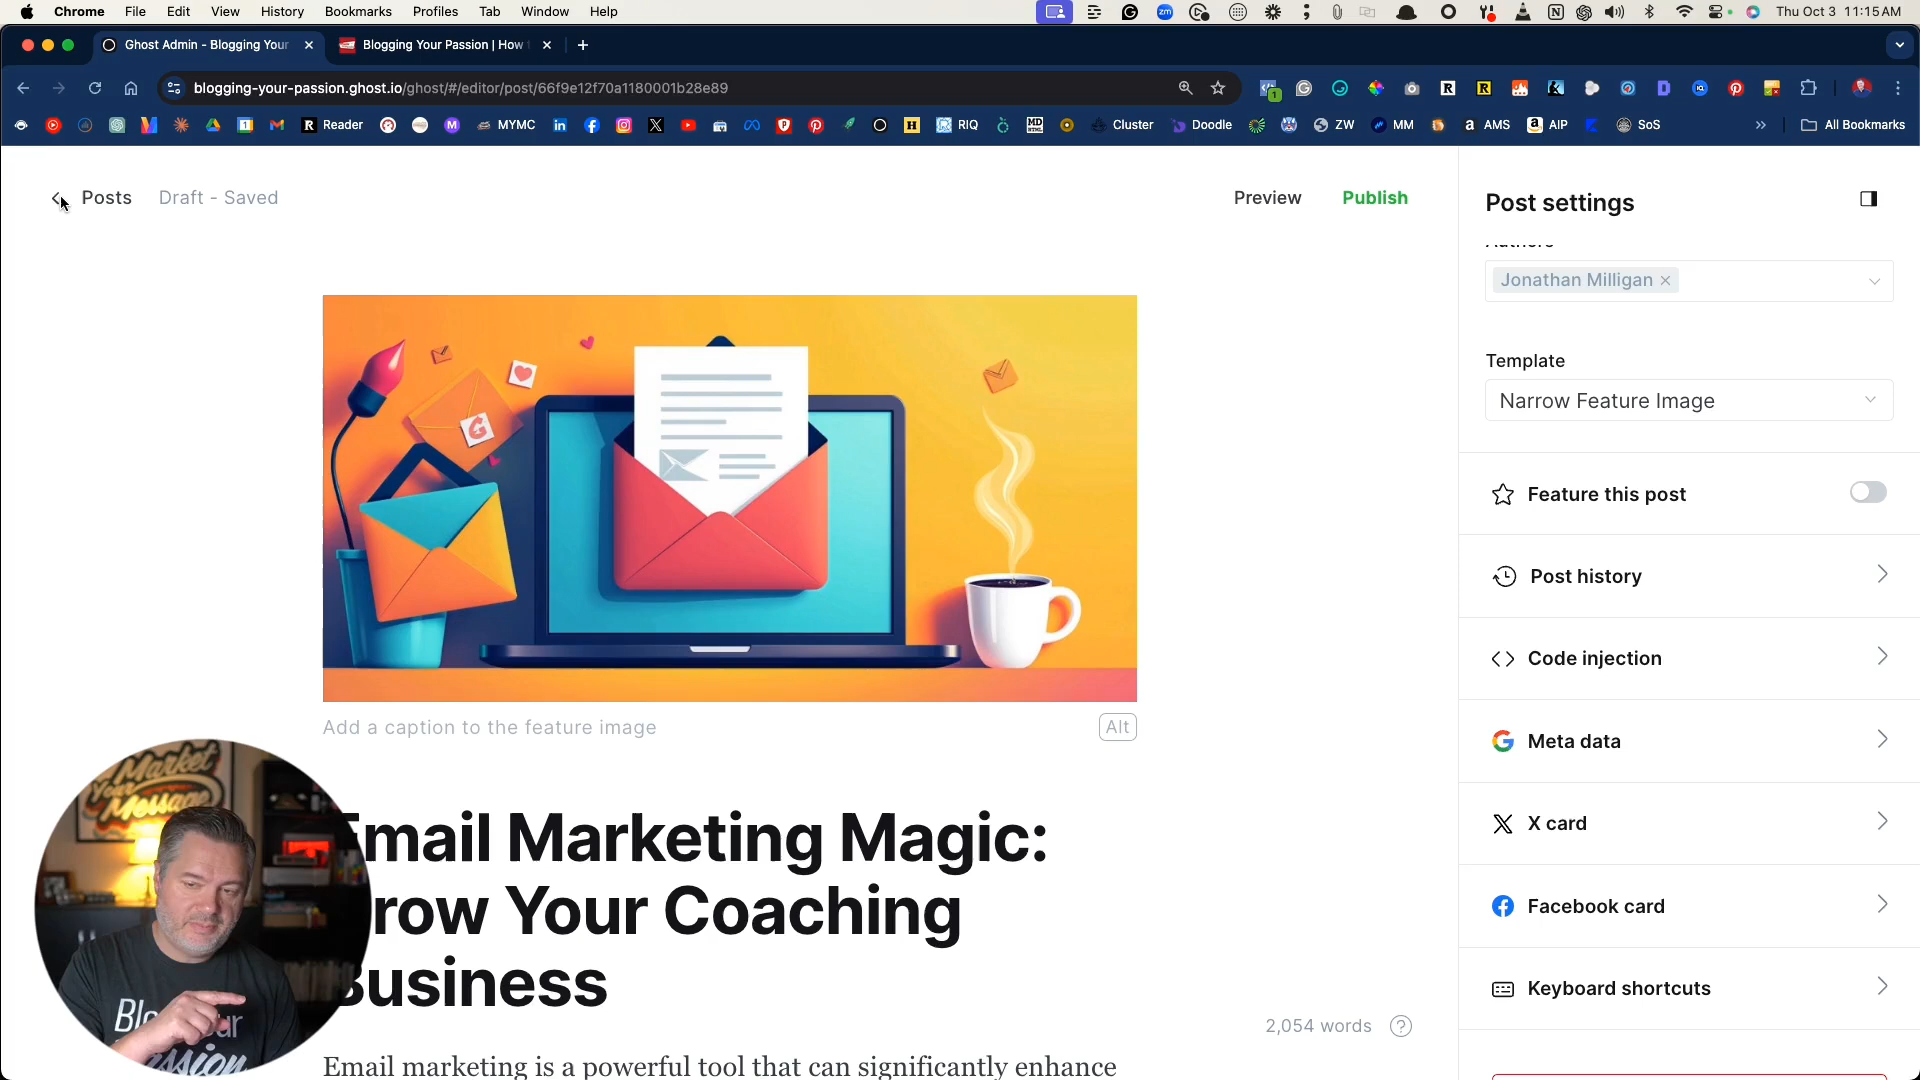 Chrome File Edit View History Bookmarks Profiles Tab Window Help Thu Oct 3 11:15 AM
Ghost Admin - Blogging Your
Blogging Your Passion | How
blogging-your-passion.ghost.io/ghost/#/editor/post/66f9e12f70a1180001b28e89
Reader MYMC RIQ Cluster Doodle ZW MM AMS AIP SoS All Bookmarks
Posts Draft - Saved Preview Publish
Post settings
Authors
Jonathan Milligan
Template
Narrow Feature Image
Feature this post
Post history
Code injection
Meta data
X card
Facebook card
Keyboard shortcuts
Add a caption to the feature image Alt
Email Marketing Magic:
Grow Your Coaching
Business
2,054 words
Email marketing is a powerful tool that can significantly enhance
Market
Your
Message